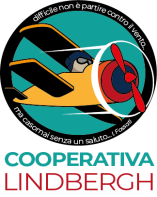 difficile non è partire contro il vento...
ma casomai senza un saluto... I. Fossati
COOPERATIVA
LINDBERGH